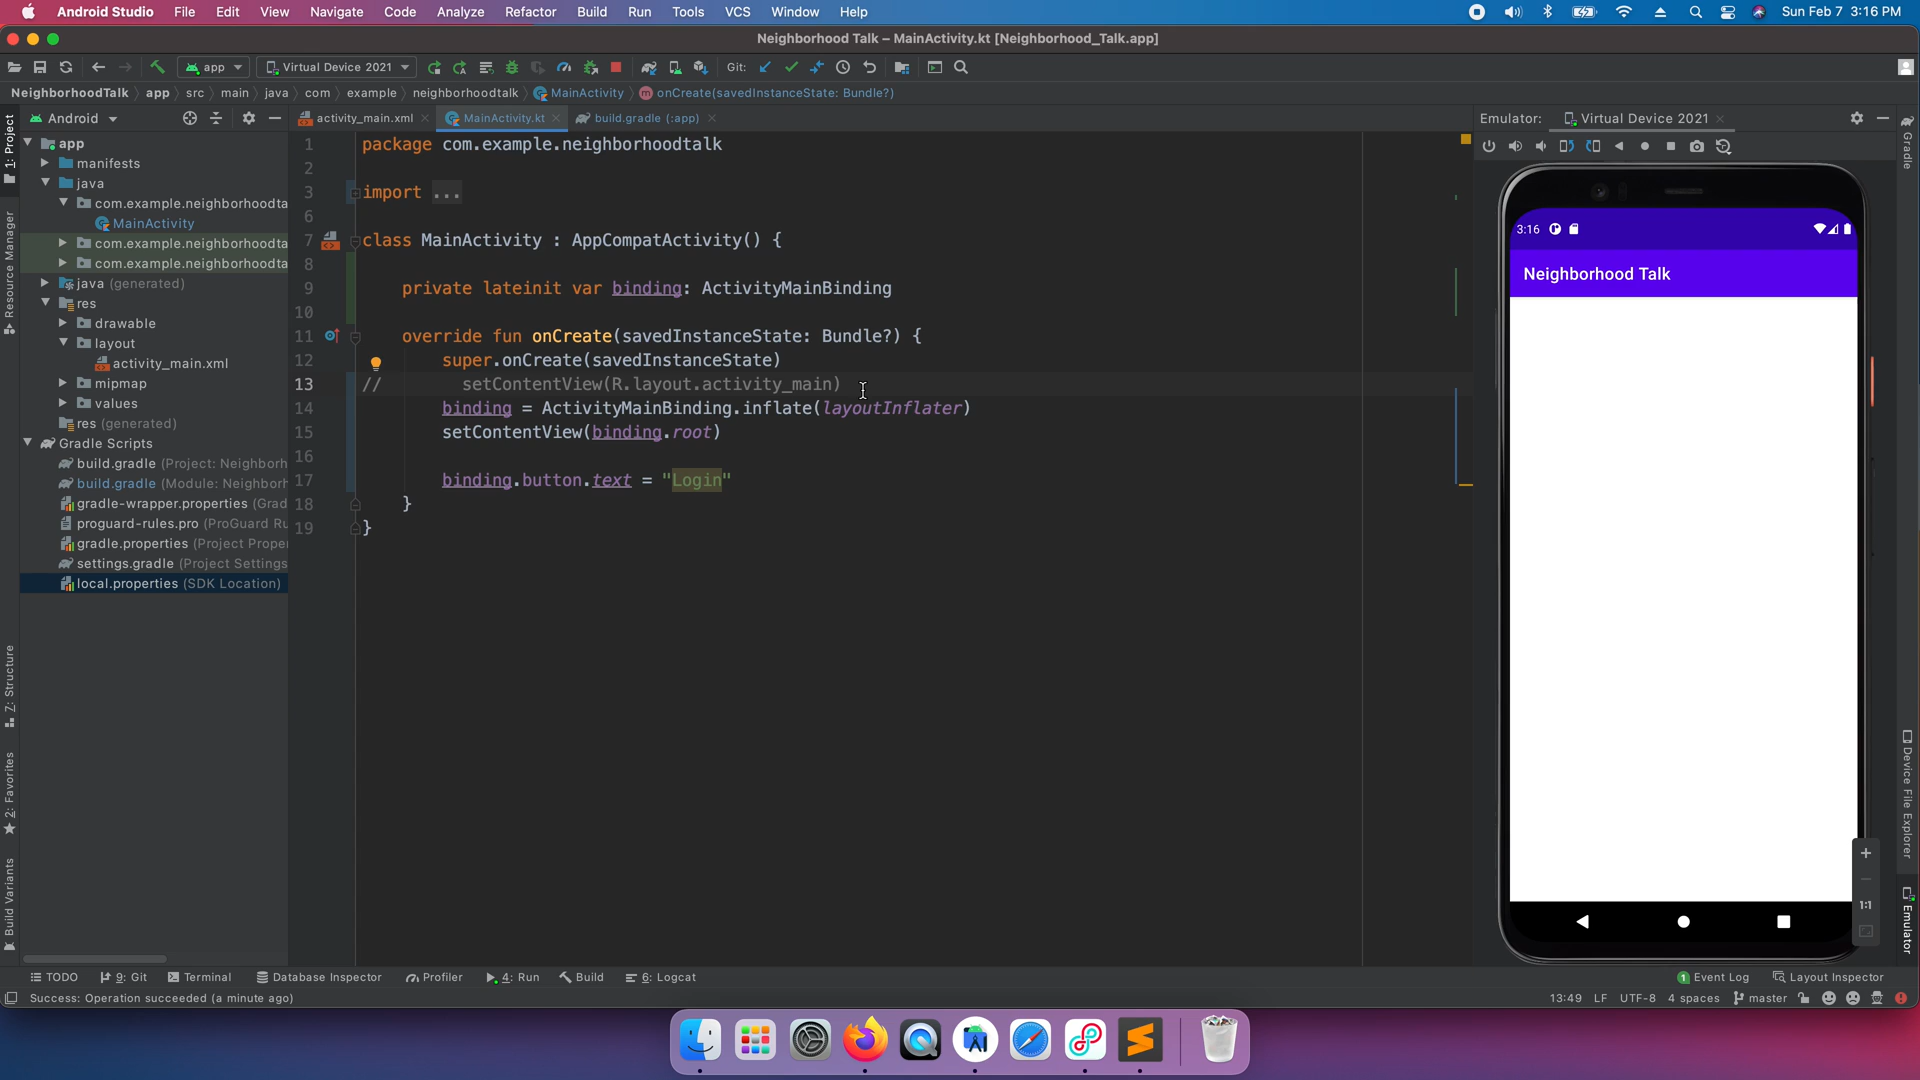 Android Studio File Edit View Navigate Code Analyze Refactor Build Run Tools VCS Window Help Sun Feb 7 3:16 PM
Neighborhood Talk – MainActivity.kt [Neighborhood_Talk.app]
app Virtual Device 2021 Git:
NeighborhoodTalk app src main java com example neighborhoodtalk MainActivity onCreate(savedInstanceState: Bundle?)
Android activity_main.xml MainActivity.kt build.gradle (:app) Emulator: Virtual Device 2021
1: Project
Resource Manager
Z: Structure
2: Favorites
Build Variants
app
manifests
java
com.example.neighborhoodta
MainActivity
com.example.neighborhoodta
com.example.neighborhoodta
java (generated)
res
drawable
layout
activity_main.xml
mipmap
values
res (generated)
Gradle Scripts
build.gradle (Project: Neighborh
build.gradle (Module: Neighborh
gradle-wrapper.properties (Grad
proguard-rules.pro (ProGuard Ru
gradle.properties (Project Prope
settings.gradle (Project Settings
local.properties (SDK Location)
1 package com.example.neighborhoodtalk
2
3 import ...
6
7 class MainActivity : AppCompatActivity() {
8
9 private lateinit var binding: ActivityMainBinding
10
11 override fun onCreate(savedInstanceState: Bundle?) {
12 super.onCreate(savedInstanceState)
13 // setContentView(R.layout.activity_main)
14 binding = ActivityMainBinding.inflate(layoutInflater)
15 setContentView(binding.root)
16
17 binding.button.text = "Login"
18 }
19 }
3:16
Neighborhood Talk
1:1
Gradle
Device File Explorer
Emulator
TODO 9: Git Terminal Database Inspector Profiler 4: Run Build 6: Logcat 1 Event Log Layout Inspector
Success: Operation succeeded (a minute ago) 13:49 LF UTF-8 4 spaces master